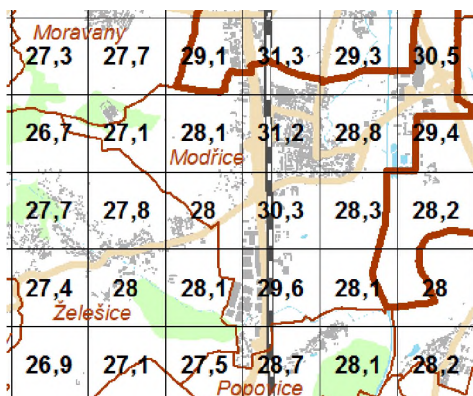 Moravany
27,3 27,7 29,1 31,3 29,3 30,5
26,7 27,1 28,1 31,2 28,8 29,4
Modřice
27,7 27,8 28 30,3 28,3 28,2
27,4 28 28,1 29,6 28,1 28
Želešice
26,9 27,1 27,5 28,7 28,1 28,2
Popovice